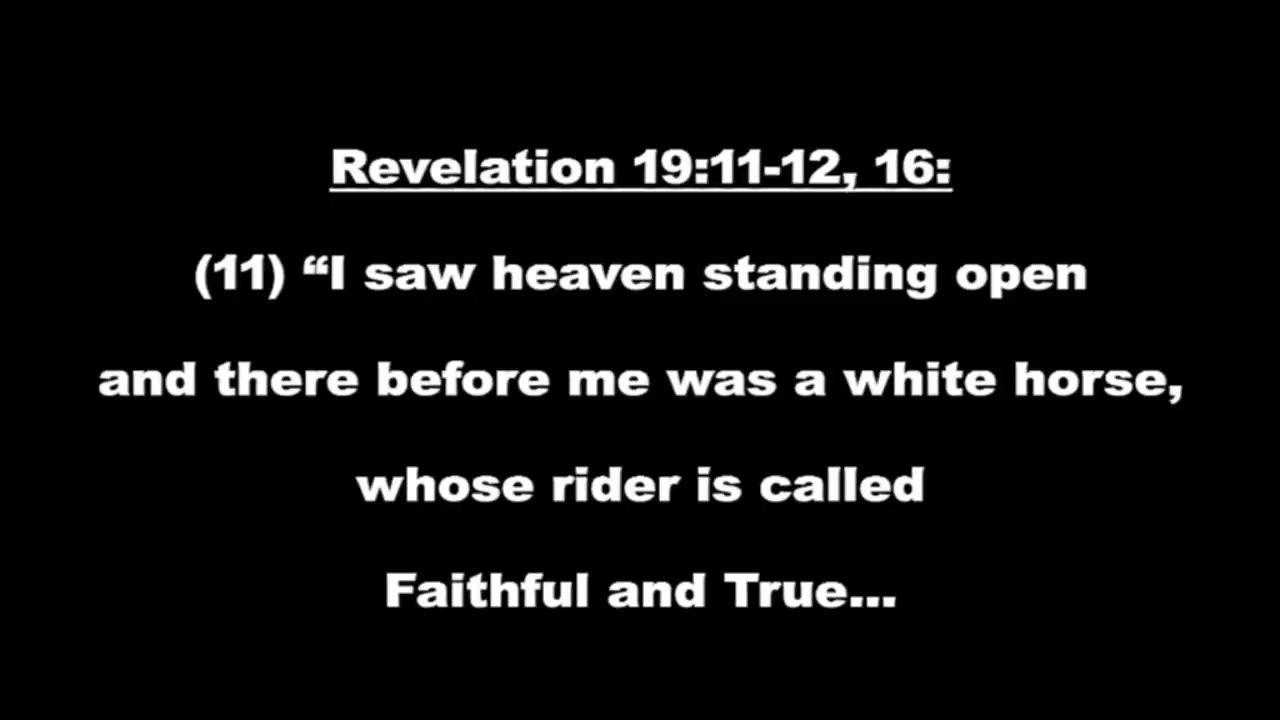 Revelation 19:11-12, 16:
(11) “I saw heaven standing open
and there before me was a white horse,
whose rider is called
Faithful and True...